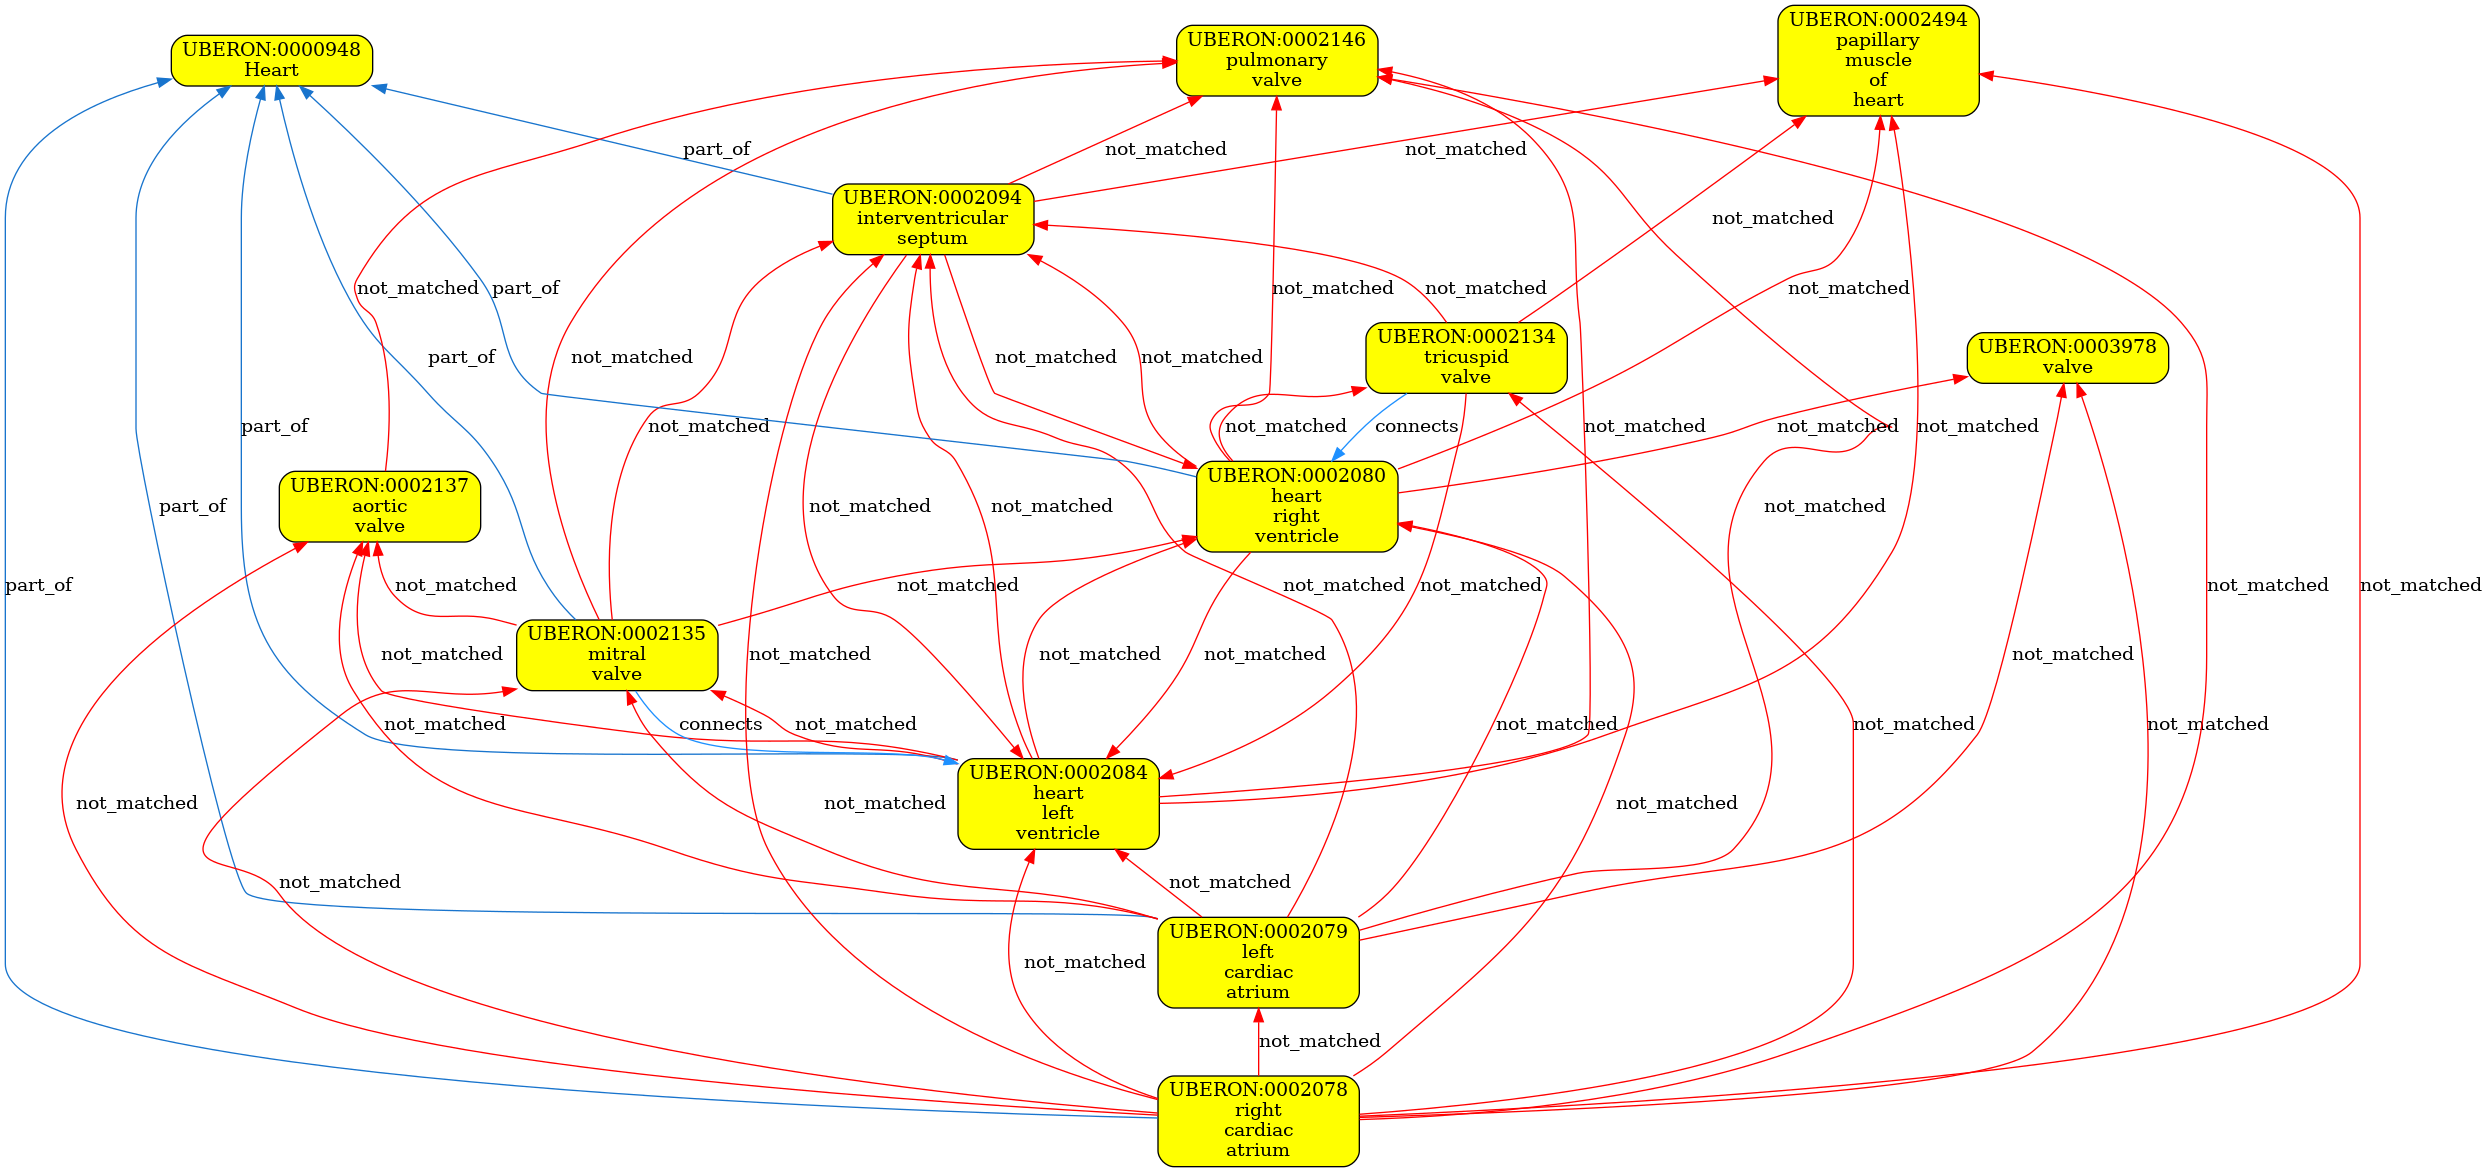 UBERON:0002494
papillary
muscle
of
heart
UBERON:0002146
pulmonary
valve
UBERON:0000948
Heart
part_of
not_matched
not_matched
UBERON:0002094
interventricular
septum
not_matched
not_matched
part_of
not_matched
not_matched
not_matched
UBERON:0002134
tricuspid
valve
UBERON:0003978
valve
part_of
not_matched
not_matched
not_matched
part_of
not_matched
not_matched
connects
not_matched
not_matched
not_matched
UBERON:0002080
heart
right
ventricle
UBERON:0002137
aortic
valve
part_of
not_matched
not_matched
not_matched
part_of
not_matched
not_matched
not_matched
not_matched
not_matched
not_matched
UBERON:0002135
mitral
valve
not_matched
not_matched
not_matched
not_matched
not_matched
not_matched
connects
not_matched
not_matched
not_matched
not_matched
UBERON:0002084
heart
left
ventricle
not_matched
not_matched
not_matched
not_matched
not_matched
UBERON:0002079
left
cardiac
atrium
not_matched
not_matched
UBERON:0002078
right
cardiac
atrium